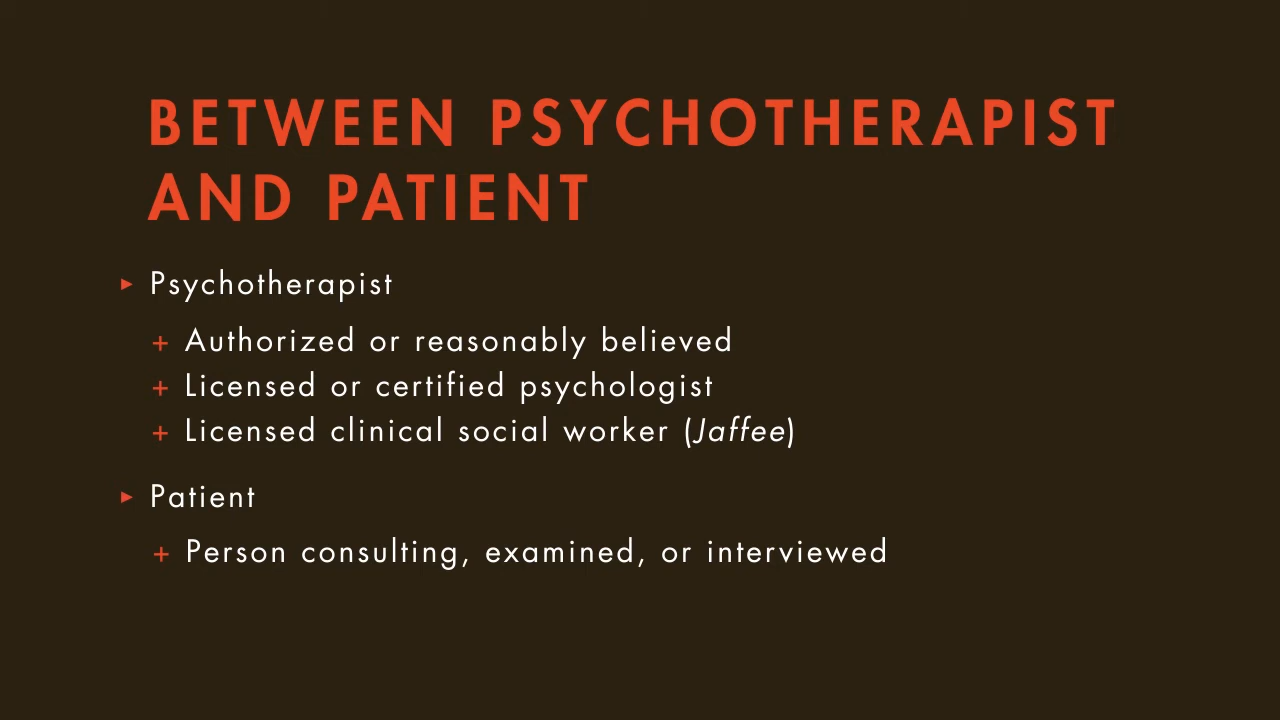 BETWEEN PSYCHOTHERAPIST
AND PATIENT
▸ Psychotherapist
+ Authorized or reasonably believed
+ Licensed or certified psychologist
+ Licensed clinical social worker (Jaffee)
▸ Patient
+ Person consulting, examined, or interviewed